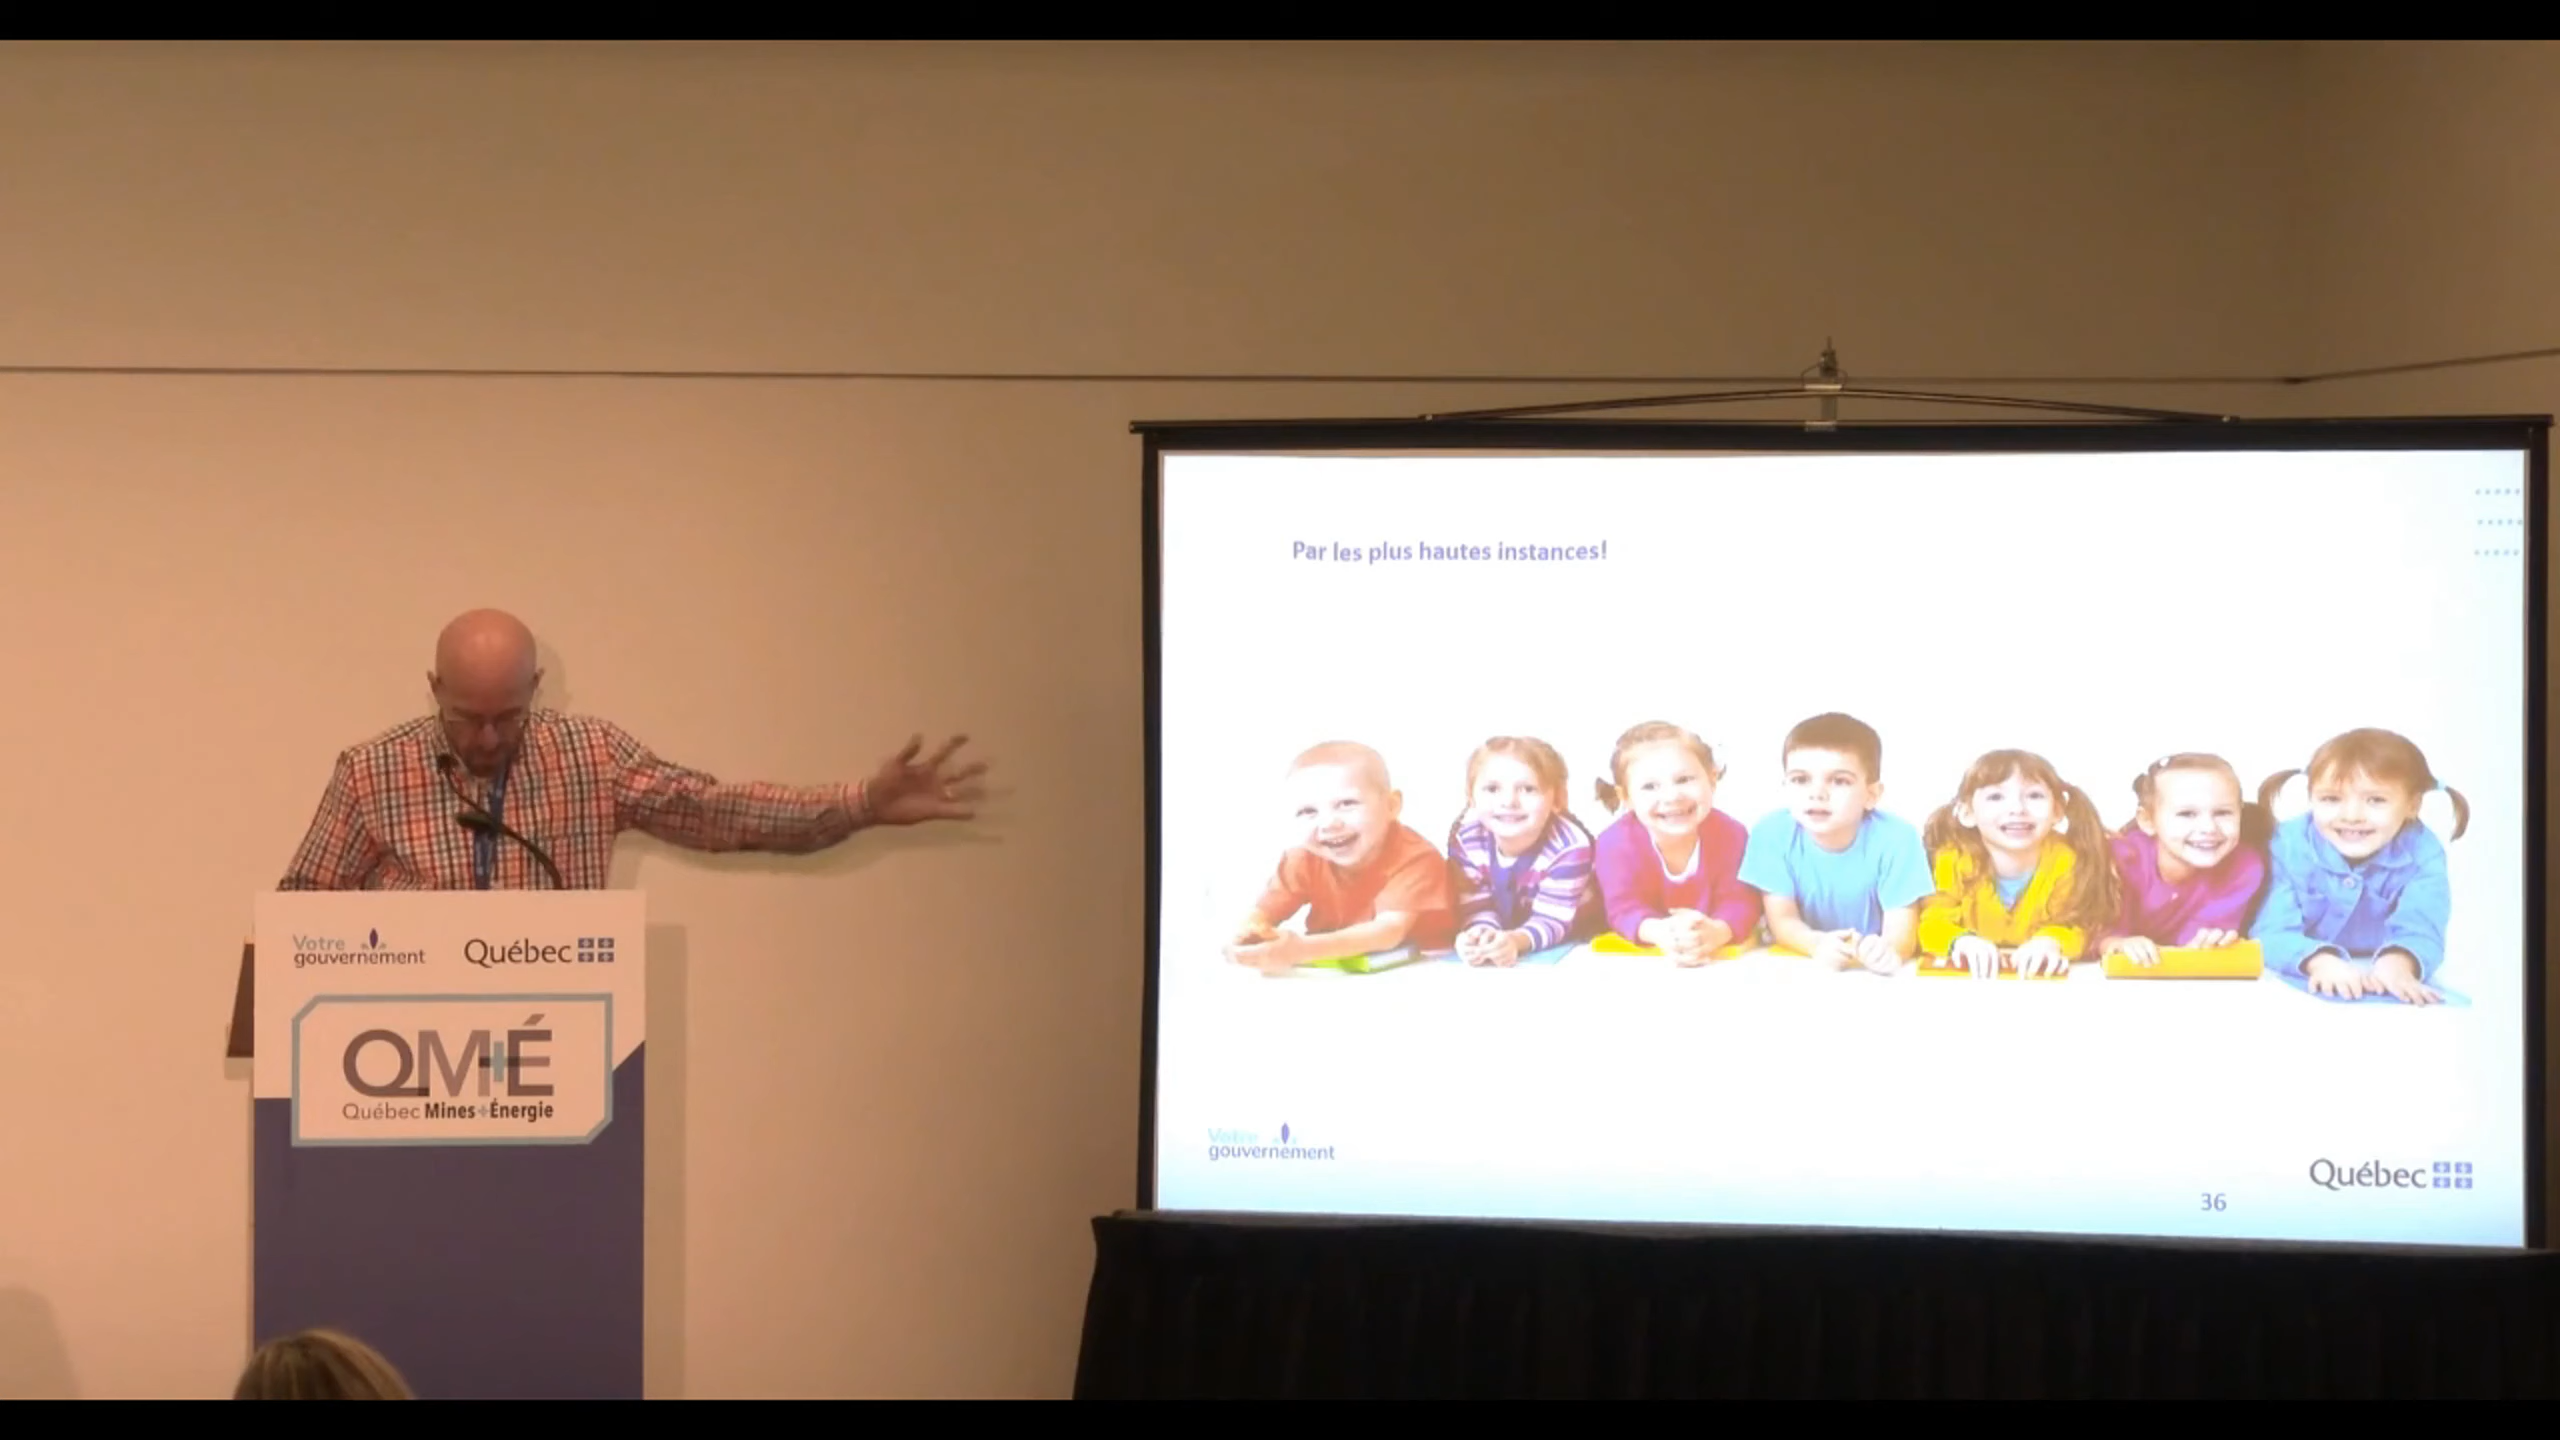 Par les plus hautes instances!
Votre
gouvernement
Québec
QM+É
Québec Mines+Énergie
Votre
gouvernement
Québec
36